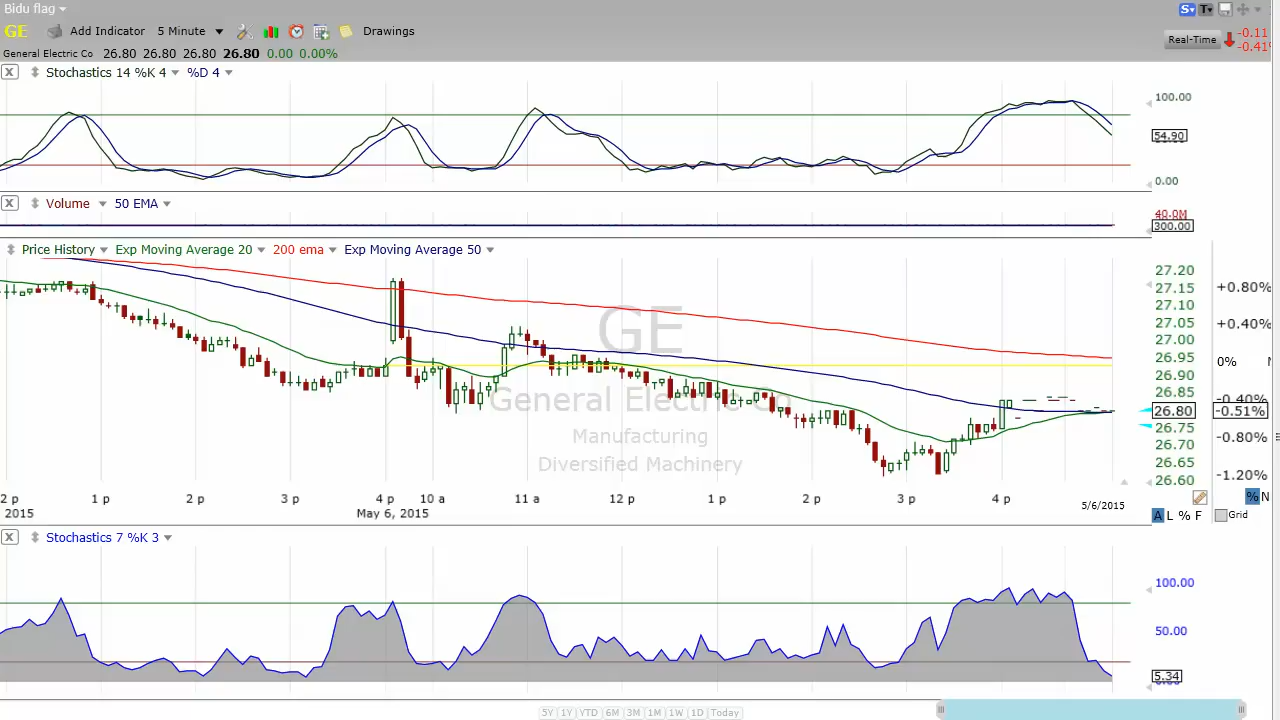 Bidu flag
S T
GE Add Indicator 5 Minute Drawings
Real-Time -0.11
-0.41%
General Electric Co 26.80 26.80 26.80 26.80 0.00 0.00%
X Stochastics 14 %K 4 %D 4
100.00
54.90
0.00
X Volume 50 EMA
40.0M
300.00
Price History Exp Moving Average 20 200 ema Exp Moving Average 50
27.20
27.15 +0.80%
27.10
27.05 +0.40%
27.00
26.95 0%
26.90
26.85 -0.40%
26.80 -0.51%
26.75 -0.80%
26.70
26.65 -1.20%
26.60
GE
General Electric Co
Manufacturing
Diversified Machinery
2 p 1 p 2 p 3 p 4 p 10 a 11 a 12 p 1 p 2 p 3 p 4 p
2015 May 6, 2015 5/6/2015
% N
A L % F Grid
X Stochastics 7 %K 3
100.00
50.00
5.34
5Y 1Y YTD 6M 3M 1M 1W 1D Today